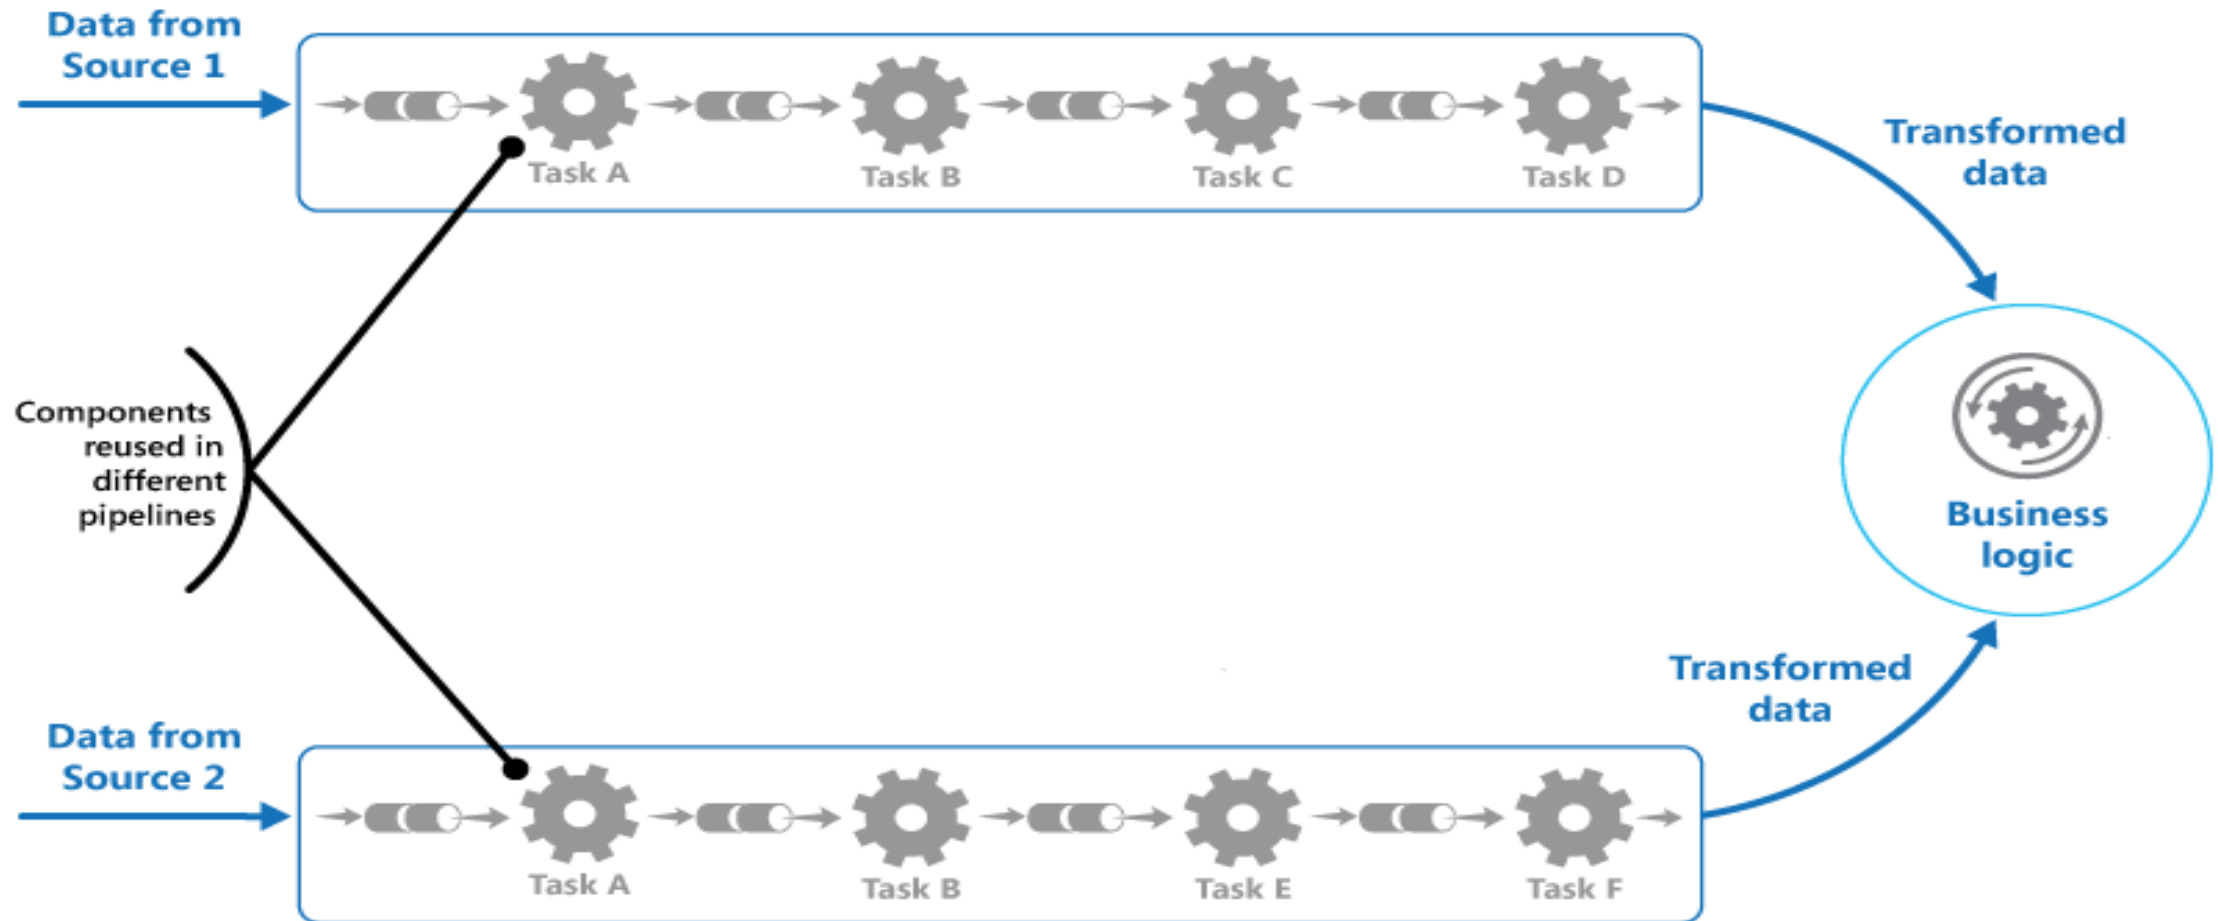 Data from
Source 1
Task A
Task B
Task C
Task D
Transformed
data
Components
reused in
different
pipelines
Business
logic
Transformed
data
Data from
Source 2
Task A
Task B
Task E
Task F